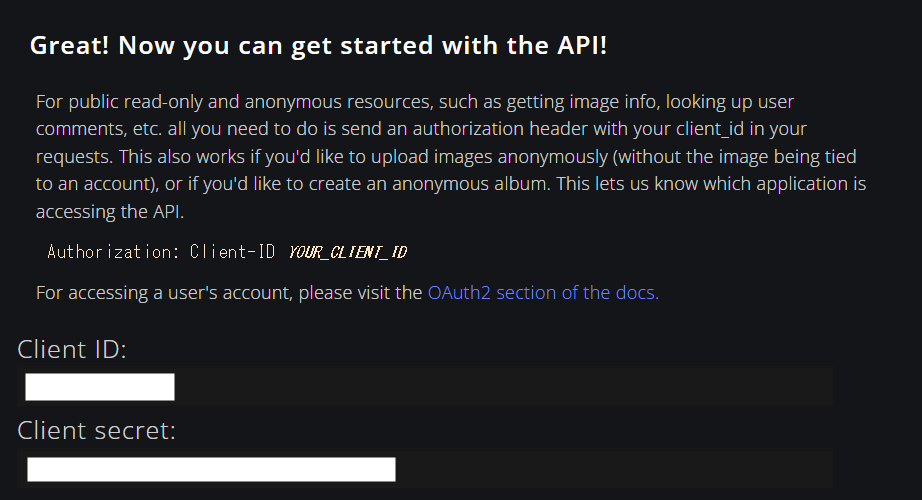 Great! Now you can get started with the API!
For public read-only and anonymous resources, such as getting image info, looking up user
comments, etc. all you need to do is send an authorization header with your client_id in your
requests. This also works if you'd like to upload images anonymously (without the image being tied
to an account), or if you'd like to create an anonymous album. This lets us know which application is
accessing the API.
Authorization: Client-ID YOUR_CLIENT_ID
For accessing a user's account, please visit the OAuth2 section of the docs.
Client ID:
Client secret: